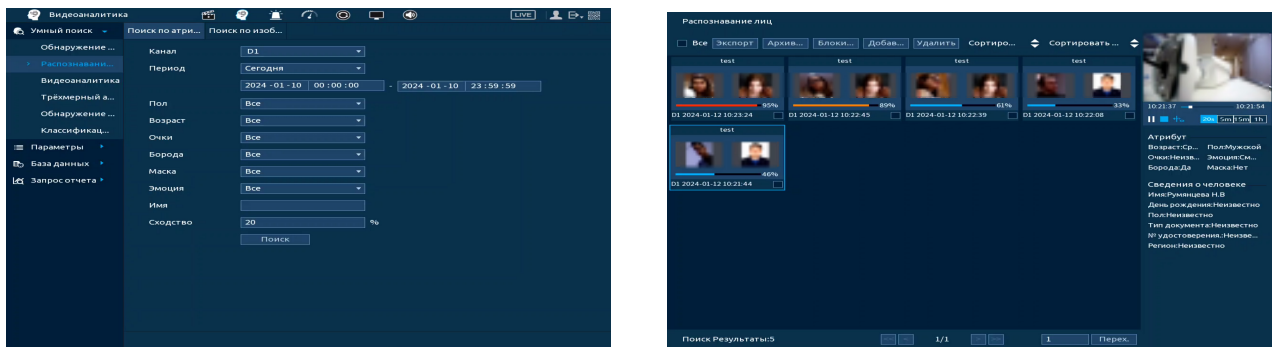 Видеоаналитика
LIVE
Умный поиск
Поиск по атри... Поиск по изоб...
Обнаружение ...
Распознавани...
Видеоаналитика
Трёхмерный а...
Обнаружение ...
Классификац...
Параметры
База данных
Запрос отчета
Канал D1
Период Сегодня
2024 -01 -10 00 : 00 : 00 - 2024 -01 -10 23 : 59 : 59
Пол Все
Возраст Все
Очки Все
Борода Все
Маска Все
Эмоция Все
Имя
Сходство 20 %
Поиск
Распознавание лиц
Все Экспорт Архив... Блоки... Добав... Удалить Сортиро... Сортировать ...
test test test test
95% 89% 61% 33%
D1 2024-01-12 10:23:24 D1 2024-01-12 10:22:45 D1 2024-01-12 10:22:39 D1 2024-01-12 10:22:08
test
46%
D1 2024-01-12 10:21:44
10:21:37 10:21:54
20s 5m 15m 1h
Атрибут
Возраст:Ср... Пол:Мужской
Очки:Неизв... Эмоция:См...
Борода:Да Маска:Нет
Сведения о человеке
Имя:Румянцева Н.В
День рождения:Неизвестно
Пол:Неизвестно
Тип документа:Неизвестно
№ удостоверения.:Неизве...
Регион:Неизвестно
Поиск Результаты:5
1/1
1 Перех.